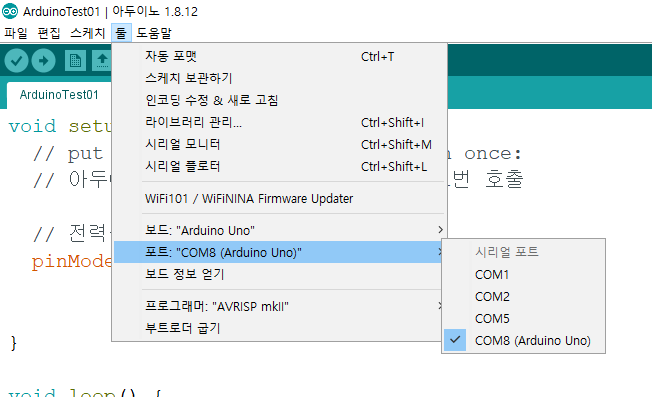 ArduinoTest01 | 아두이노 1.8.12
파일 편집 스케치 툴 도움말
ArduinoTest01
자동 포맷 Ctrl+T
스케치 보관하기
인코딩 수정 & 새로 고침
라이브러리 관리... Ctrl+Shift+I
시리얼 모니터 Ctrl+Shift+M
시리얼 플로터 Ctrl+Shift+L
WiFi101 / WiFiNINA Firmware Updater
보드: "Arduino Uno"
포트: "COM8 (Arduino Uno)"
보드 정보 얻기
프로그래머: "AVRISP mkII"
부트로더 굽기
시리얼 포트
COM1
COM2
COM5
COM8 (Arduino Uno)
void setu
// put once:
// 아두 번 호출
// 전력
pinMode
}
void loop() {